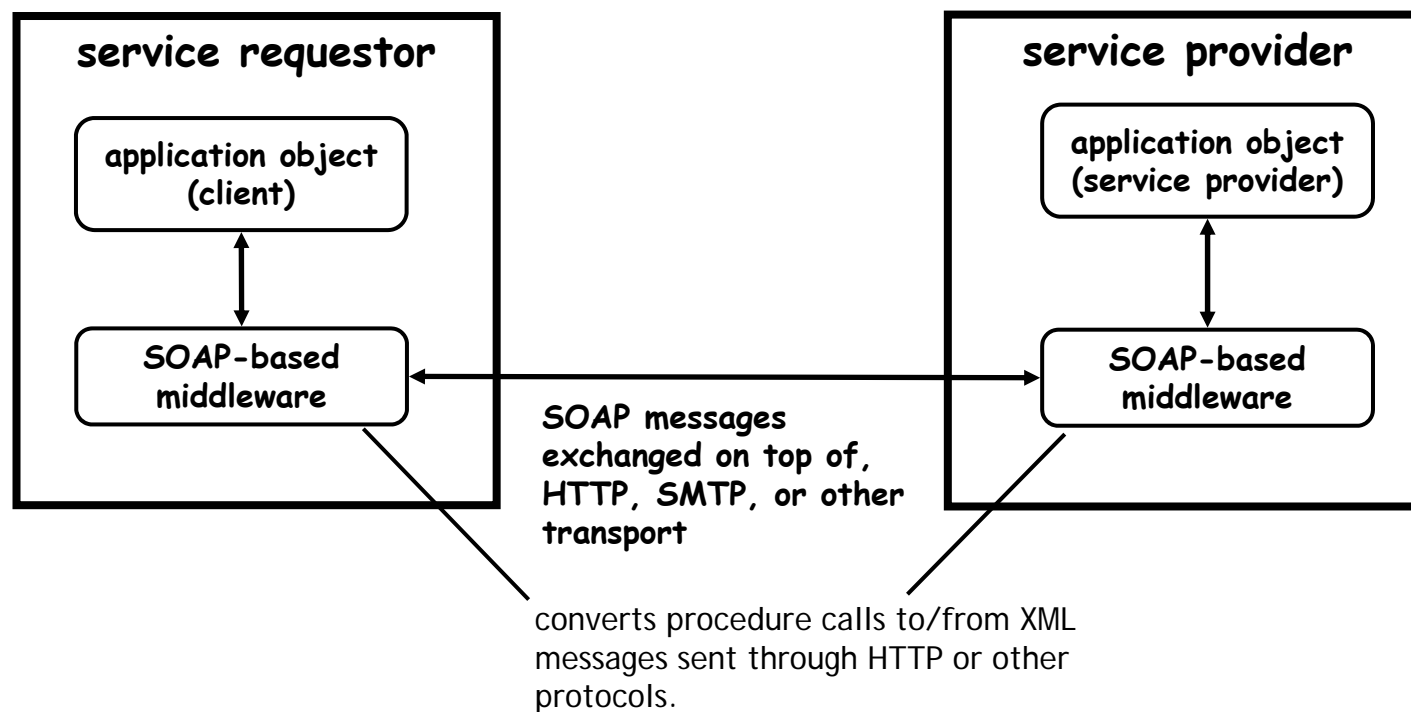 service requestor
application object
(client)
SOAP-based
middleware
service provider
application object
(service provider)
SOAP-based
middleware
SOAP messages
exchanged on top of,
HTTP, SMTP, or other
transport
converts procedure calls to/from XML
messages sent through HTTP or other
protocols.